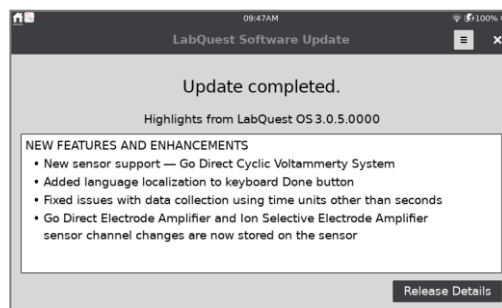 09:47AM
100%
LabQuest Software Update
Update completed.
Highlights from LabQuest OS 3.0.5.0000
NEW FEATURES AND ENHANCEMENTS
• New sensor support — Go Direct Cyclic Voltammerty System
• Added language localization to keyboard Done button
• Fixed issues with data collection using time units other than seconds
• Go Direct Electrode Amplifier and Ion Selective Electrode Amplifier
sensor channel changes are now stored on the sensor
Release Details